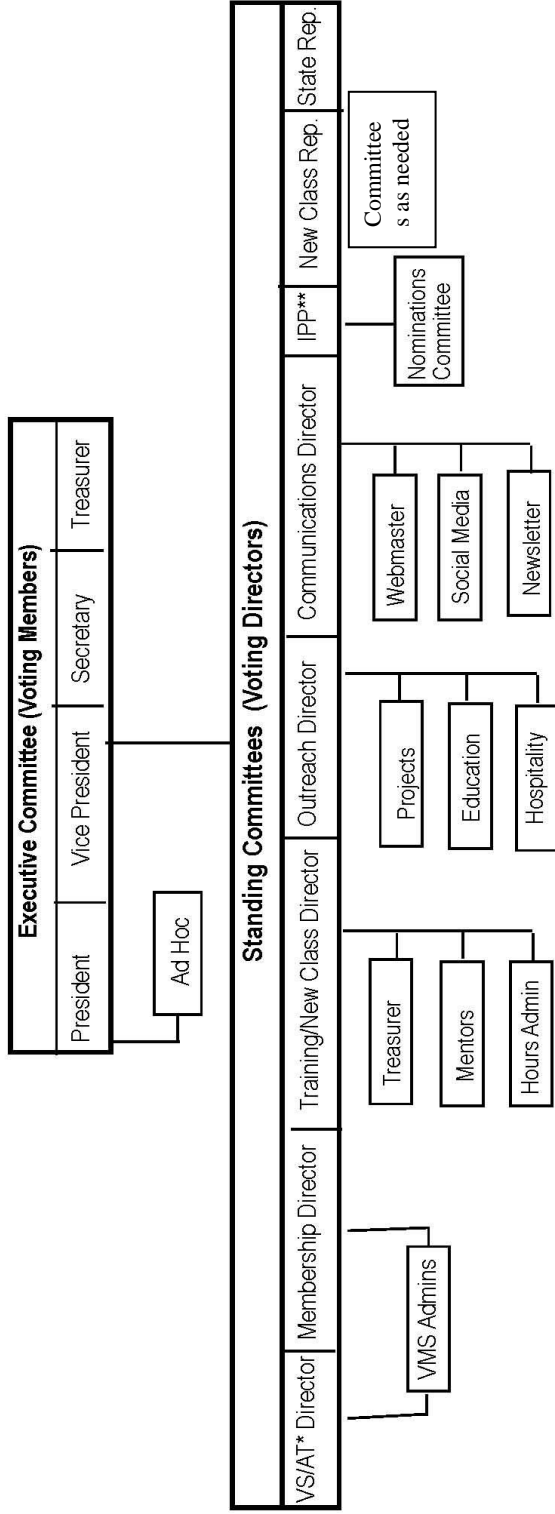 Executive Committee (Voting Members)
President
Vice President
Secretary
Treasurer
Ad Hoc
Standing Committees (Voting Directors)
VS/AT* Director
Membership Director
Training/New Class Director
Outreach Director
Communications Director
IPP**
New Class Rep.
State Rep.
VMS Admins
Treasurer
Mentors
Hours Admin
Projects
Education
Hospitality
Webmaster
Social Media
Newsletter
Nominations
Committee
Committee
s as needed